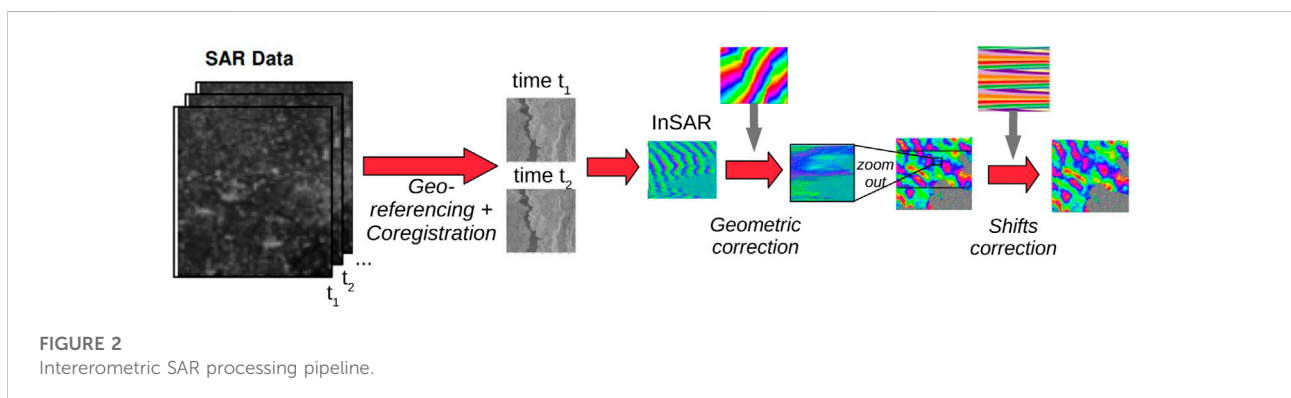 SAR Data
t1
t2
...
Geo-
referencing +
Coregistration
time t1
time t2
InSAR
Geometric
correction
zoom
out
Shifts
correction
FIGURE 2
Intererometric SAR processing pipeline.